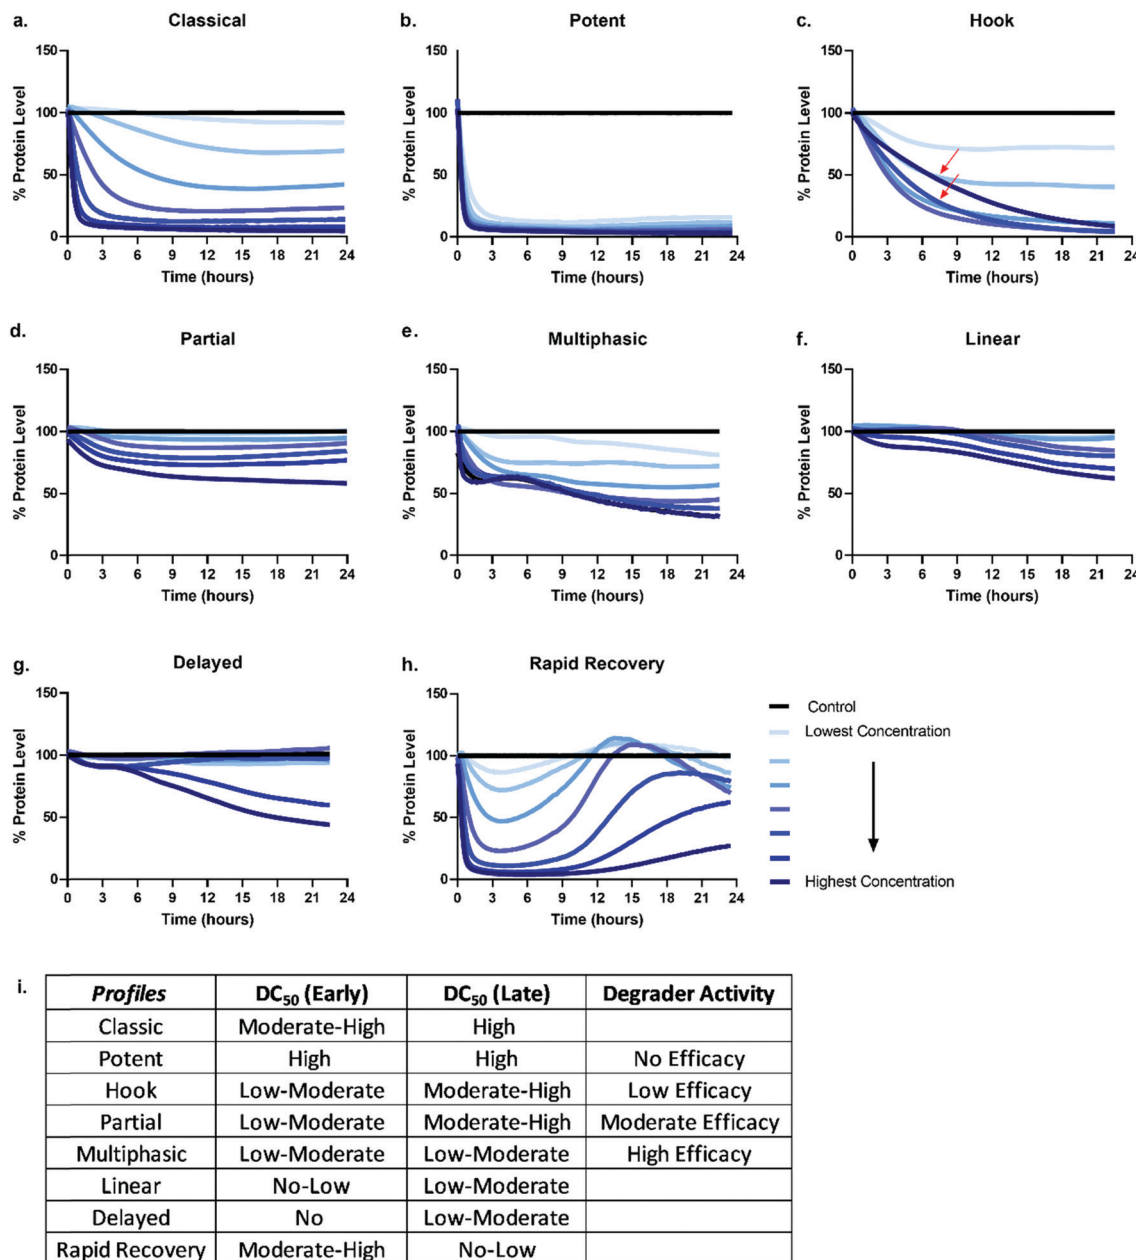 a. Classical
% Protein Level
150
100
50
0
0 3 6 9 12 15 18 21 24
Time (hours)
b. Potent
% Protein Level
150
100
50
0
0 3 6 9 12 15 18 21 24
Time (hours)
c. Hook
% Protein Level
150
100
50
0
0 3 6 9 12 15 18 21 24
Time (hours)
d. Partial
% Protein Level
150
100
50
0
0 3 6 9 12 15 18 21 24
Time (hours)
e. Multiphasic
% Protein Level
150
100
50
0
0 3 6 9 12 15 18 21 24
Time (hours)
f. Linear
% Protein Level
150
100
50
0
0 3 6 9 12 15 18 21 24
Time (hours)
g. Delayed
% Protein Level
150
100
50
0
0 3 6 9 12 15 18 21 24
Time (hours)
h. Rapid Recovery
% Protein Level
150
100
50
0
0 3 6 9 12 15 18 21 24
Time (hours)
Control
Lowest Concentration
Highest Concentration
i.
Profiles DC50 (Early) DC50 (Late) Degrader Activity
Classic Moderate-High High
Potent High High No Efficacy
Hook Low-Moderate Moderate-High Low Efficacy
Partial Low-Moderate Moderate-High Moderate Efficacy
Multiphasic Low-Moderate Low-Moderate High Efficacy
Linear No-Low Low-Moderate
Delayed No Low-Moderate
Rapid Recovery Moderate-High No-Low